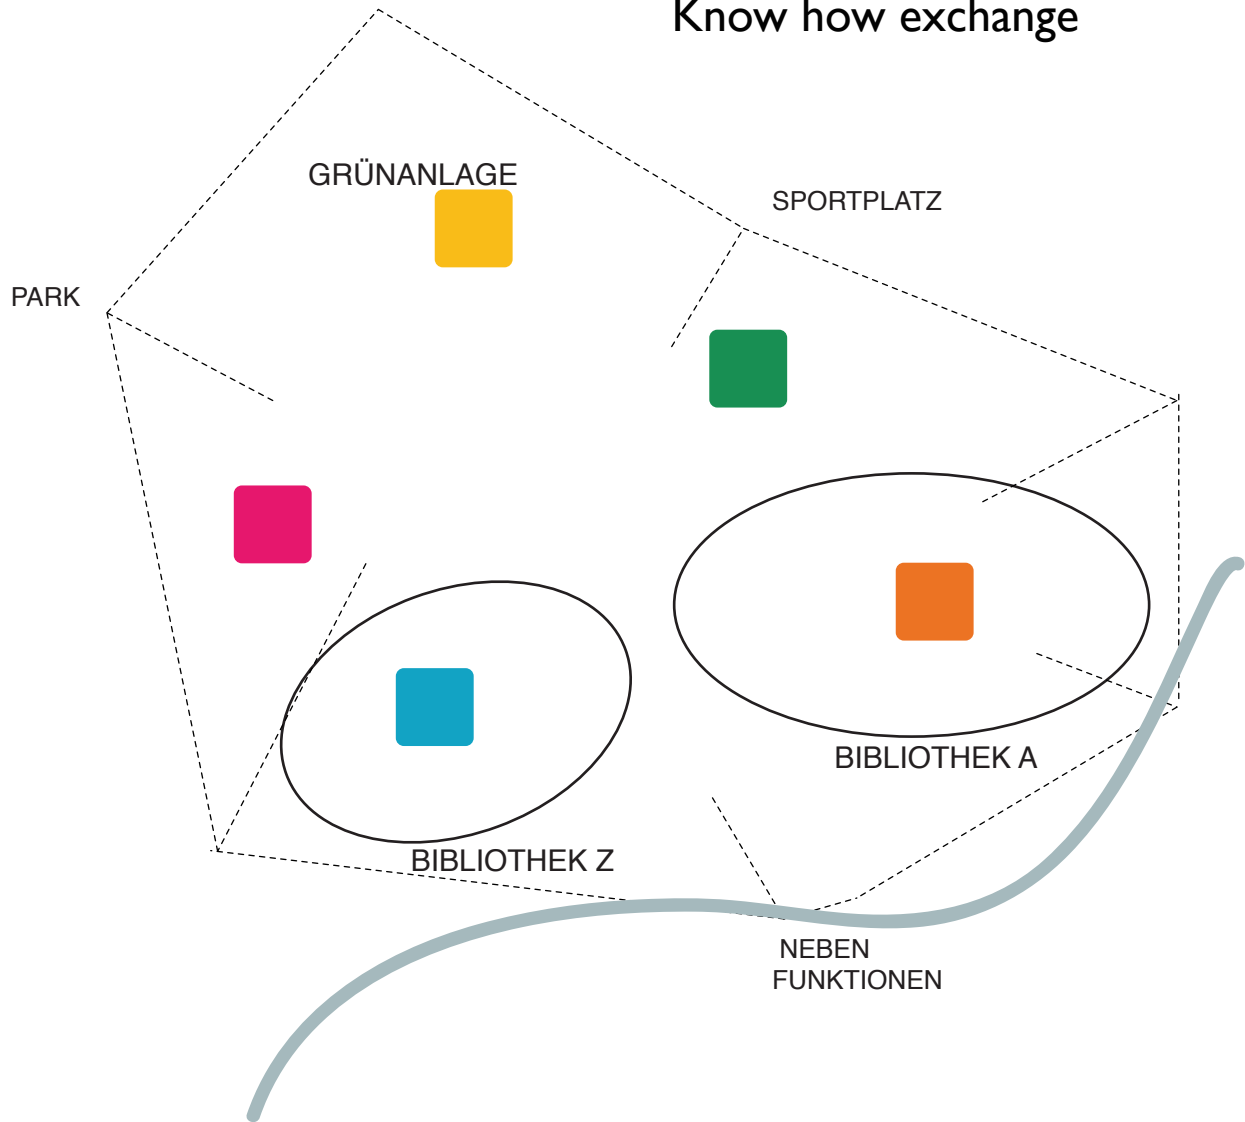 Know how exchange
GRÜNANLAGE
SPORTPLATZ
PARK
BIBLIOTHEK A
BIBLIOTHEK Z
NEBEN
FUNKTIONEN